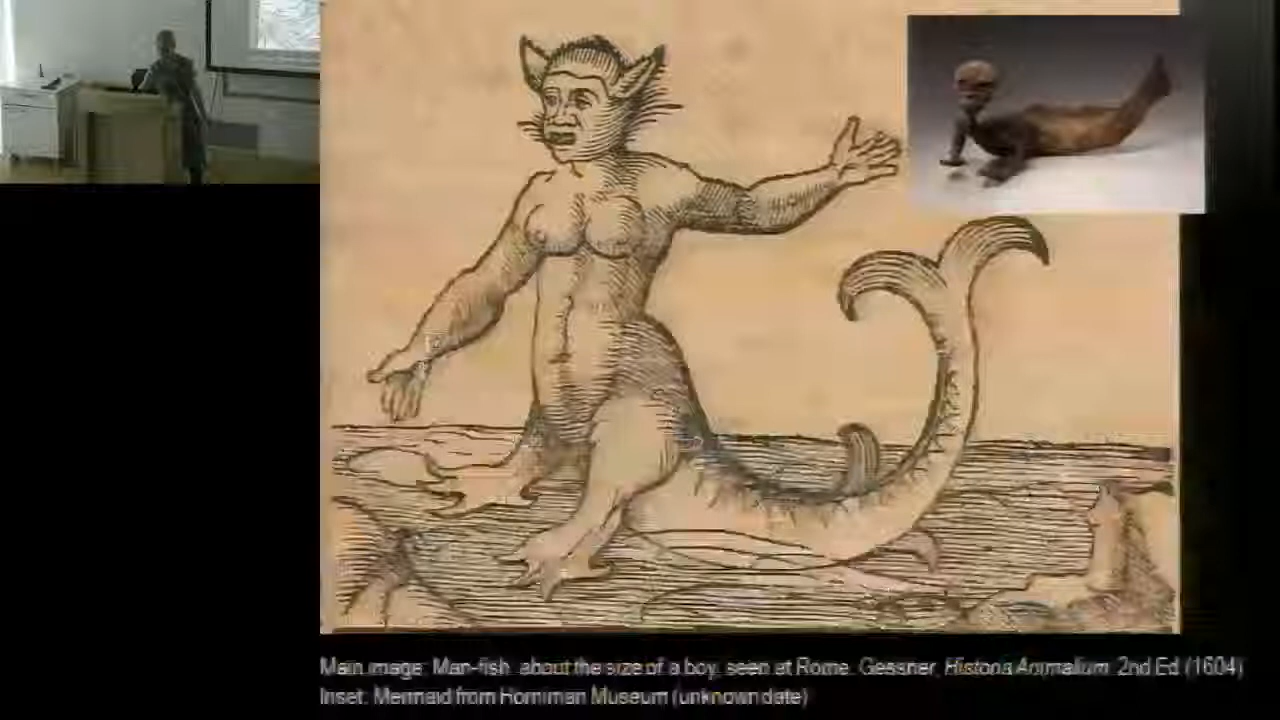 Main image: Man-fish about the size of a boy, seen at Rome. Gessner, Historia Animalium 2nd Ed (1604)
Inset: Mermaid from Horniman Museum (unknown date)